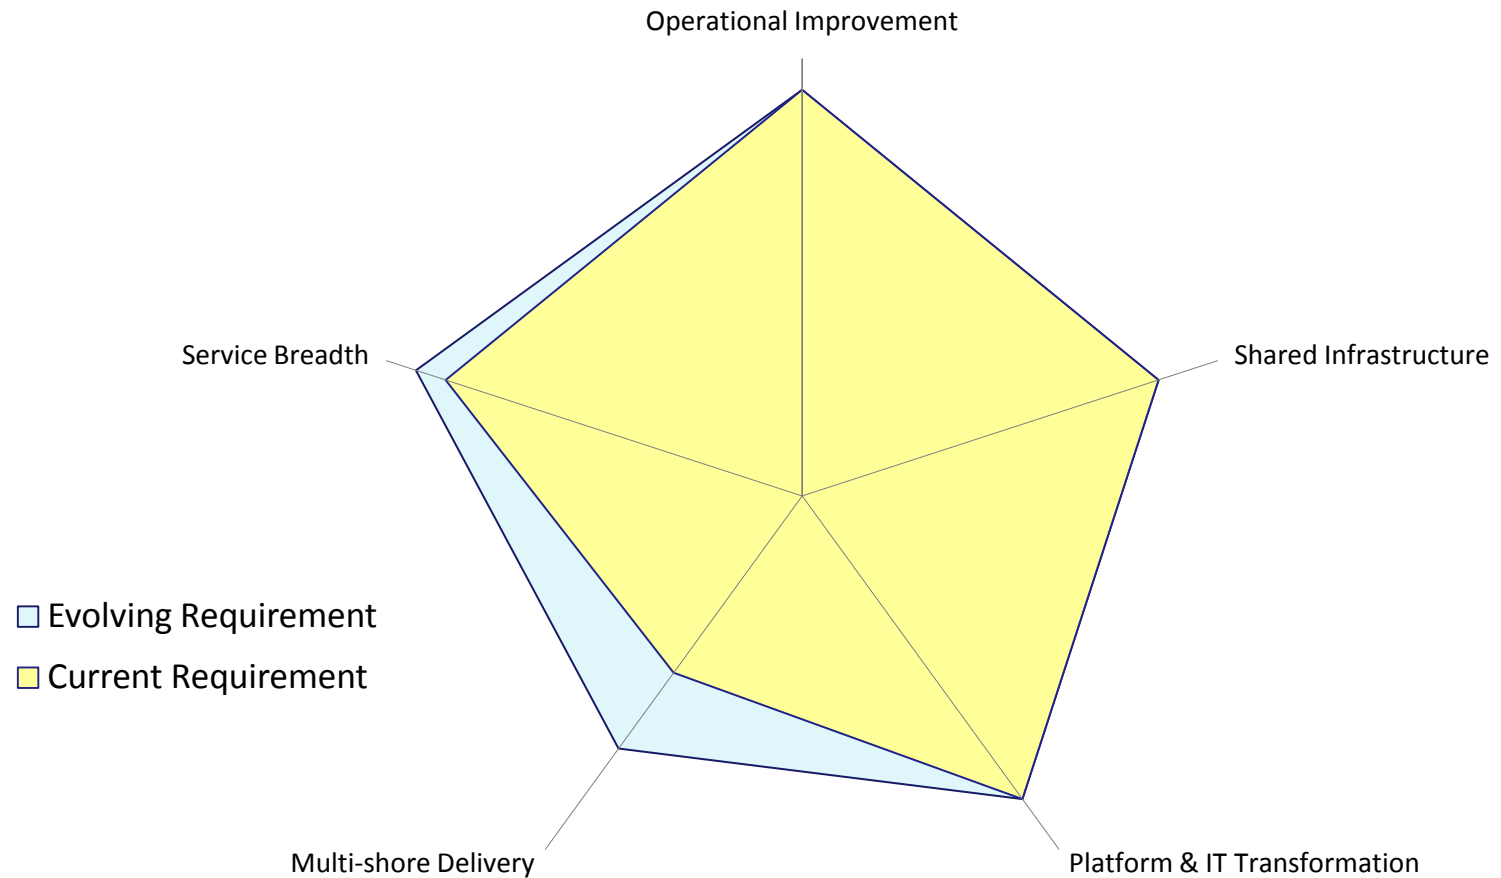 Operational Improvement
Service Breadth
Shared Infrastructure
Evolving Requirement
Current Requirement
Multi-shore Delivery
Platform & IT Transformation